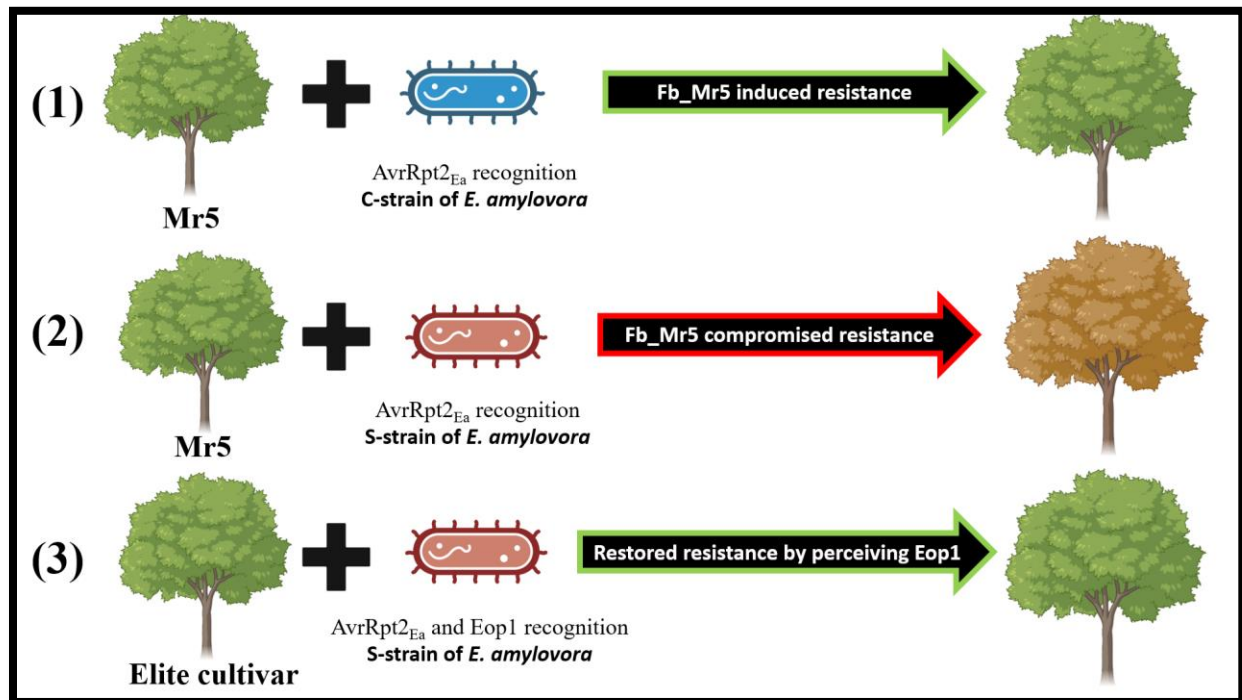 (1)
Fb_Mr5 induced resistance
AvrRpt2Ea recognition
C-strain of E. amylovora
Mr5
(2)
Fb_Mr5 compromised resistance
AvrRpt2Ea recognition
S-strain of E. amylovora
Mr5
(3)
Restored resistance by perceiving Eop1
AvrRpt2Ea and Eop1 recognition
S-strain of E. amylovora
Elite cultivar